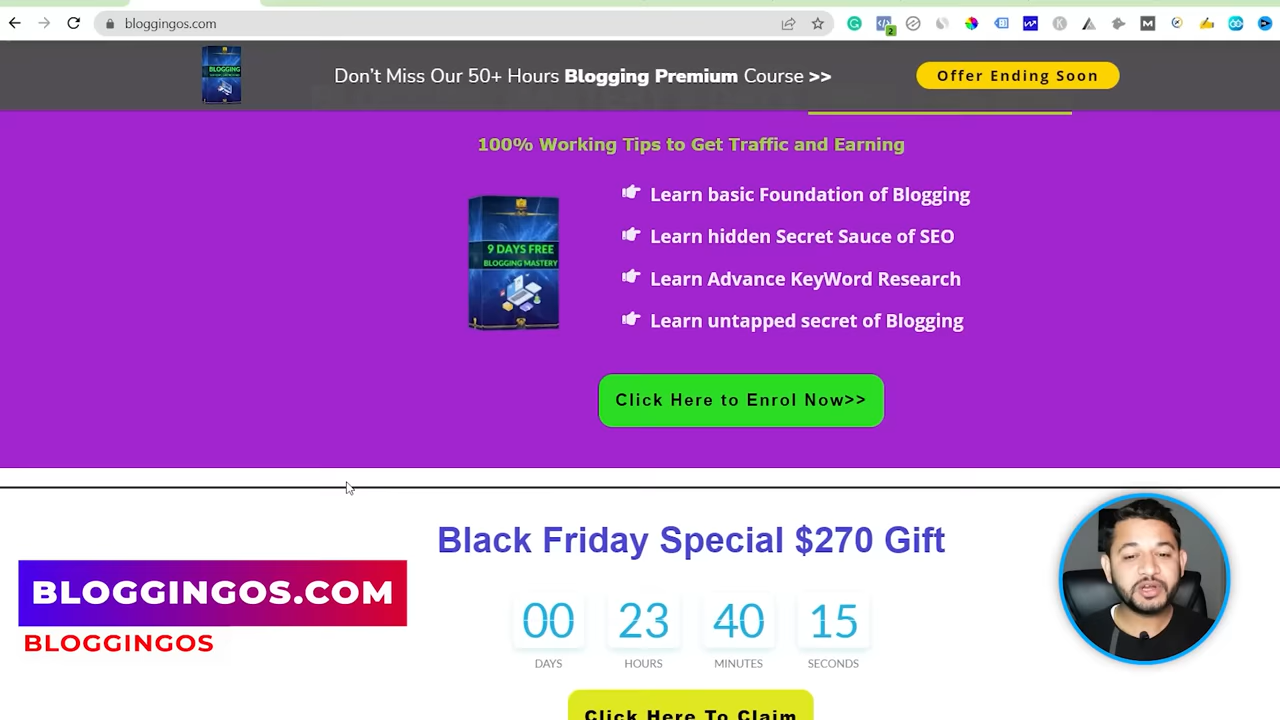 bloggingos.com
2
BLOGGING
Don't Miss Our 50+ Hours Blogging Premium Course >>
Offer Ending Soon
100% Working Tips to Get Traffic and Earning
9 DAYS FREE
BLOGGING MASTERY
Learn basic Foundation of Blogging
Learn hidden Secret Sauce of SEO
Learn Advance KeyWord Research
Learn untapped secret of Blogging
Click Here to Enrol Now>>
Black Friday Special $270 Gift
00 23 40 15
DAYS HOURS MINUTES SECONDS
Click Here To Claim
BLOGGINGOS.COM
BLOGGINGOS